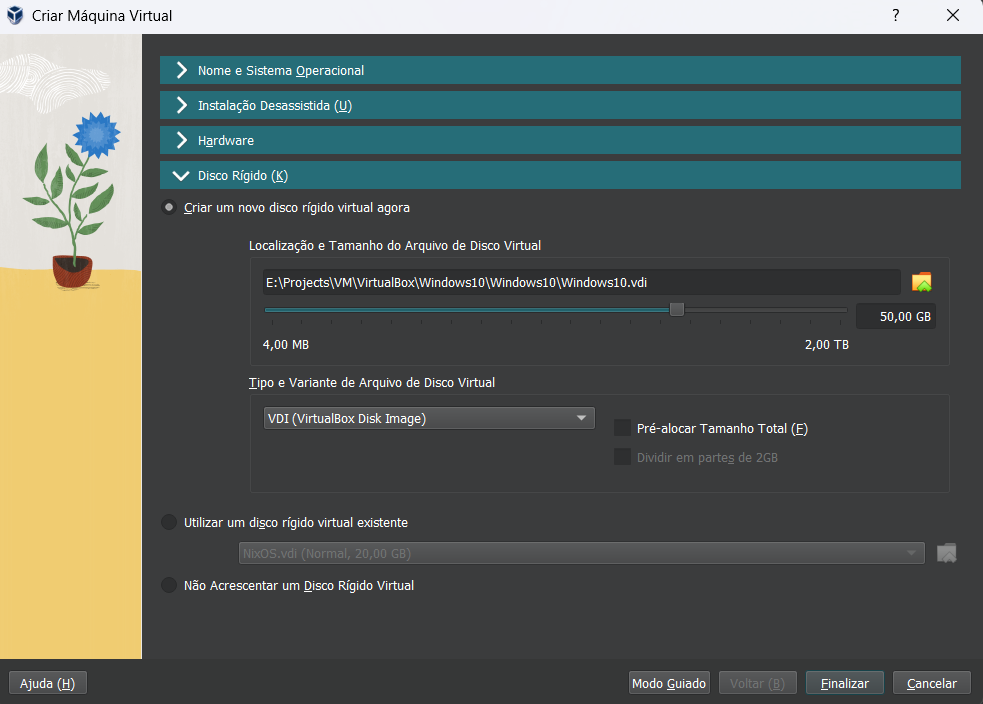 Criar Máquina Virtual
?
Nome e Sistema Operacional
Instalação Desassistida (U)
Hardware
Disco Rígido (K)
Criar um novo disco rígido virtual agora
Localização e Tamanho do Arquivo de Disco Virtual
E:\Projects\VM\VirtualBox\Windows10\Windows10\Windows10.vdi
50,00 GB
4,00 MB 2,00 TB
Tipo e Variante de Arquivo de Disco Virtual
VDI (VirtualBox Disk Image)
Pré-alocar Tamanho Total (F)
Dividir em partes de 2GB
Utilizar um disco rígido virtual existente
NixOS.vdi (Normal, 20,00 GB)
Não Acrescentar um Disco Rígido Virtual
Ajuda (H) Modo Guiado Voltar (B) Finalizar Cancelar